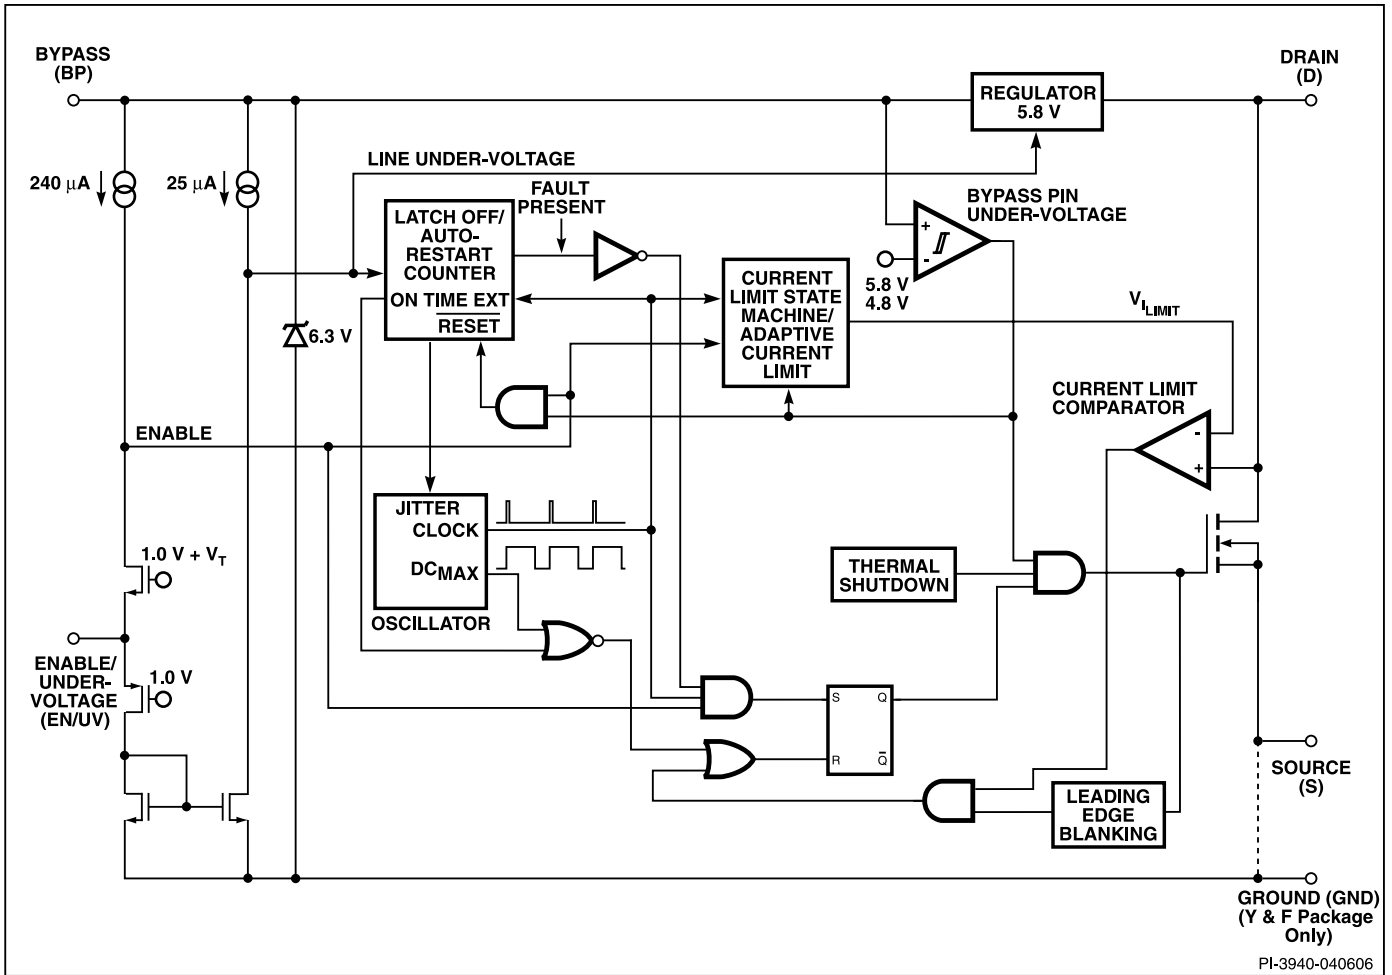 BYPASS
(BP)
DRAIN
(D)
REGULATOR
5.8 V
LINE UNDER-VOLTAGE
240 μA
25 μA
FAULT
PRESENT
BYPASS PIN
UNDER-VOLTAGE
LATCH OFF/
AUTO-
RESTART
COUNTER
ON TIME EXT
RESET
+
-
5.8 V
4.8 V
CURRENT
LIMIT STATE
MACHINE/
ADAPTIVE
CURRENT
LIMIT
VILIMIT
6.3 V
CURRENT LIMIT
COMPARATOR
-
+
ENABLE
JITTER
CLOCK
DCMAX
OSCILLATOR
1.0 V + VT
THERMAL
SHUTDOWN
ENABLE/
UNDER-
VOLTAGE
(EN/UV)
1.0 V
S Q
R Q̅
SOURCE
(S)
LEADING
EDGE
BLANKING
GROUND (GND)
(Y & F Package
Only)
PI-3940-040606